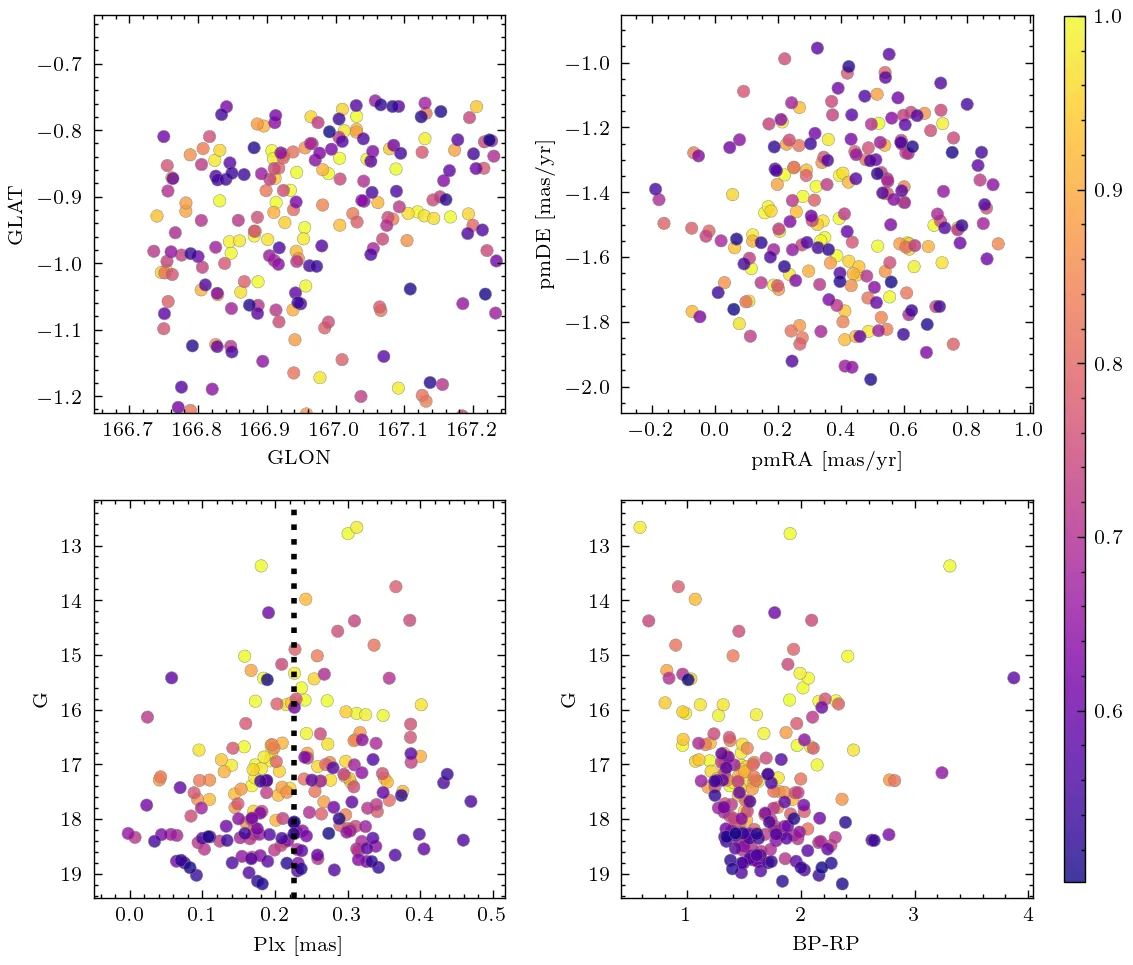 −0.7
−0.8
−0.9
−1.0
−1.1
−1.2
GLAT
166.7 166.8 166.9 167.0 167.1 167.2
GLON
−1.0
−1.2
−1.4
−1.6
−1.8
−2.0
pmDE [mas/yr]
−0.2 0.0 0.2 0.4 0.6 0.8 1.0
pmRA [mas/yr]
13
14
15
16
17
18
19
G
0.0 0.1 0.2 0.3 0.4 0.5
Plx [mas]
13
14
15
16
17
18
19
G
1 2 3 4
BP-RP
1.0
0.9
0.8
0.7
0.6